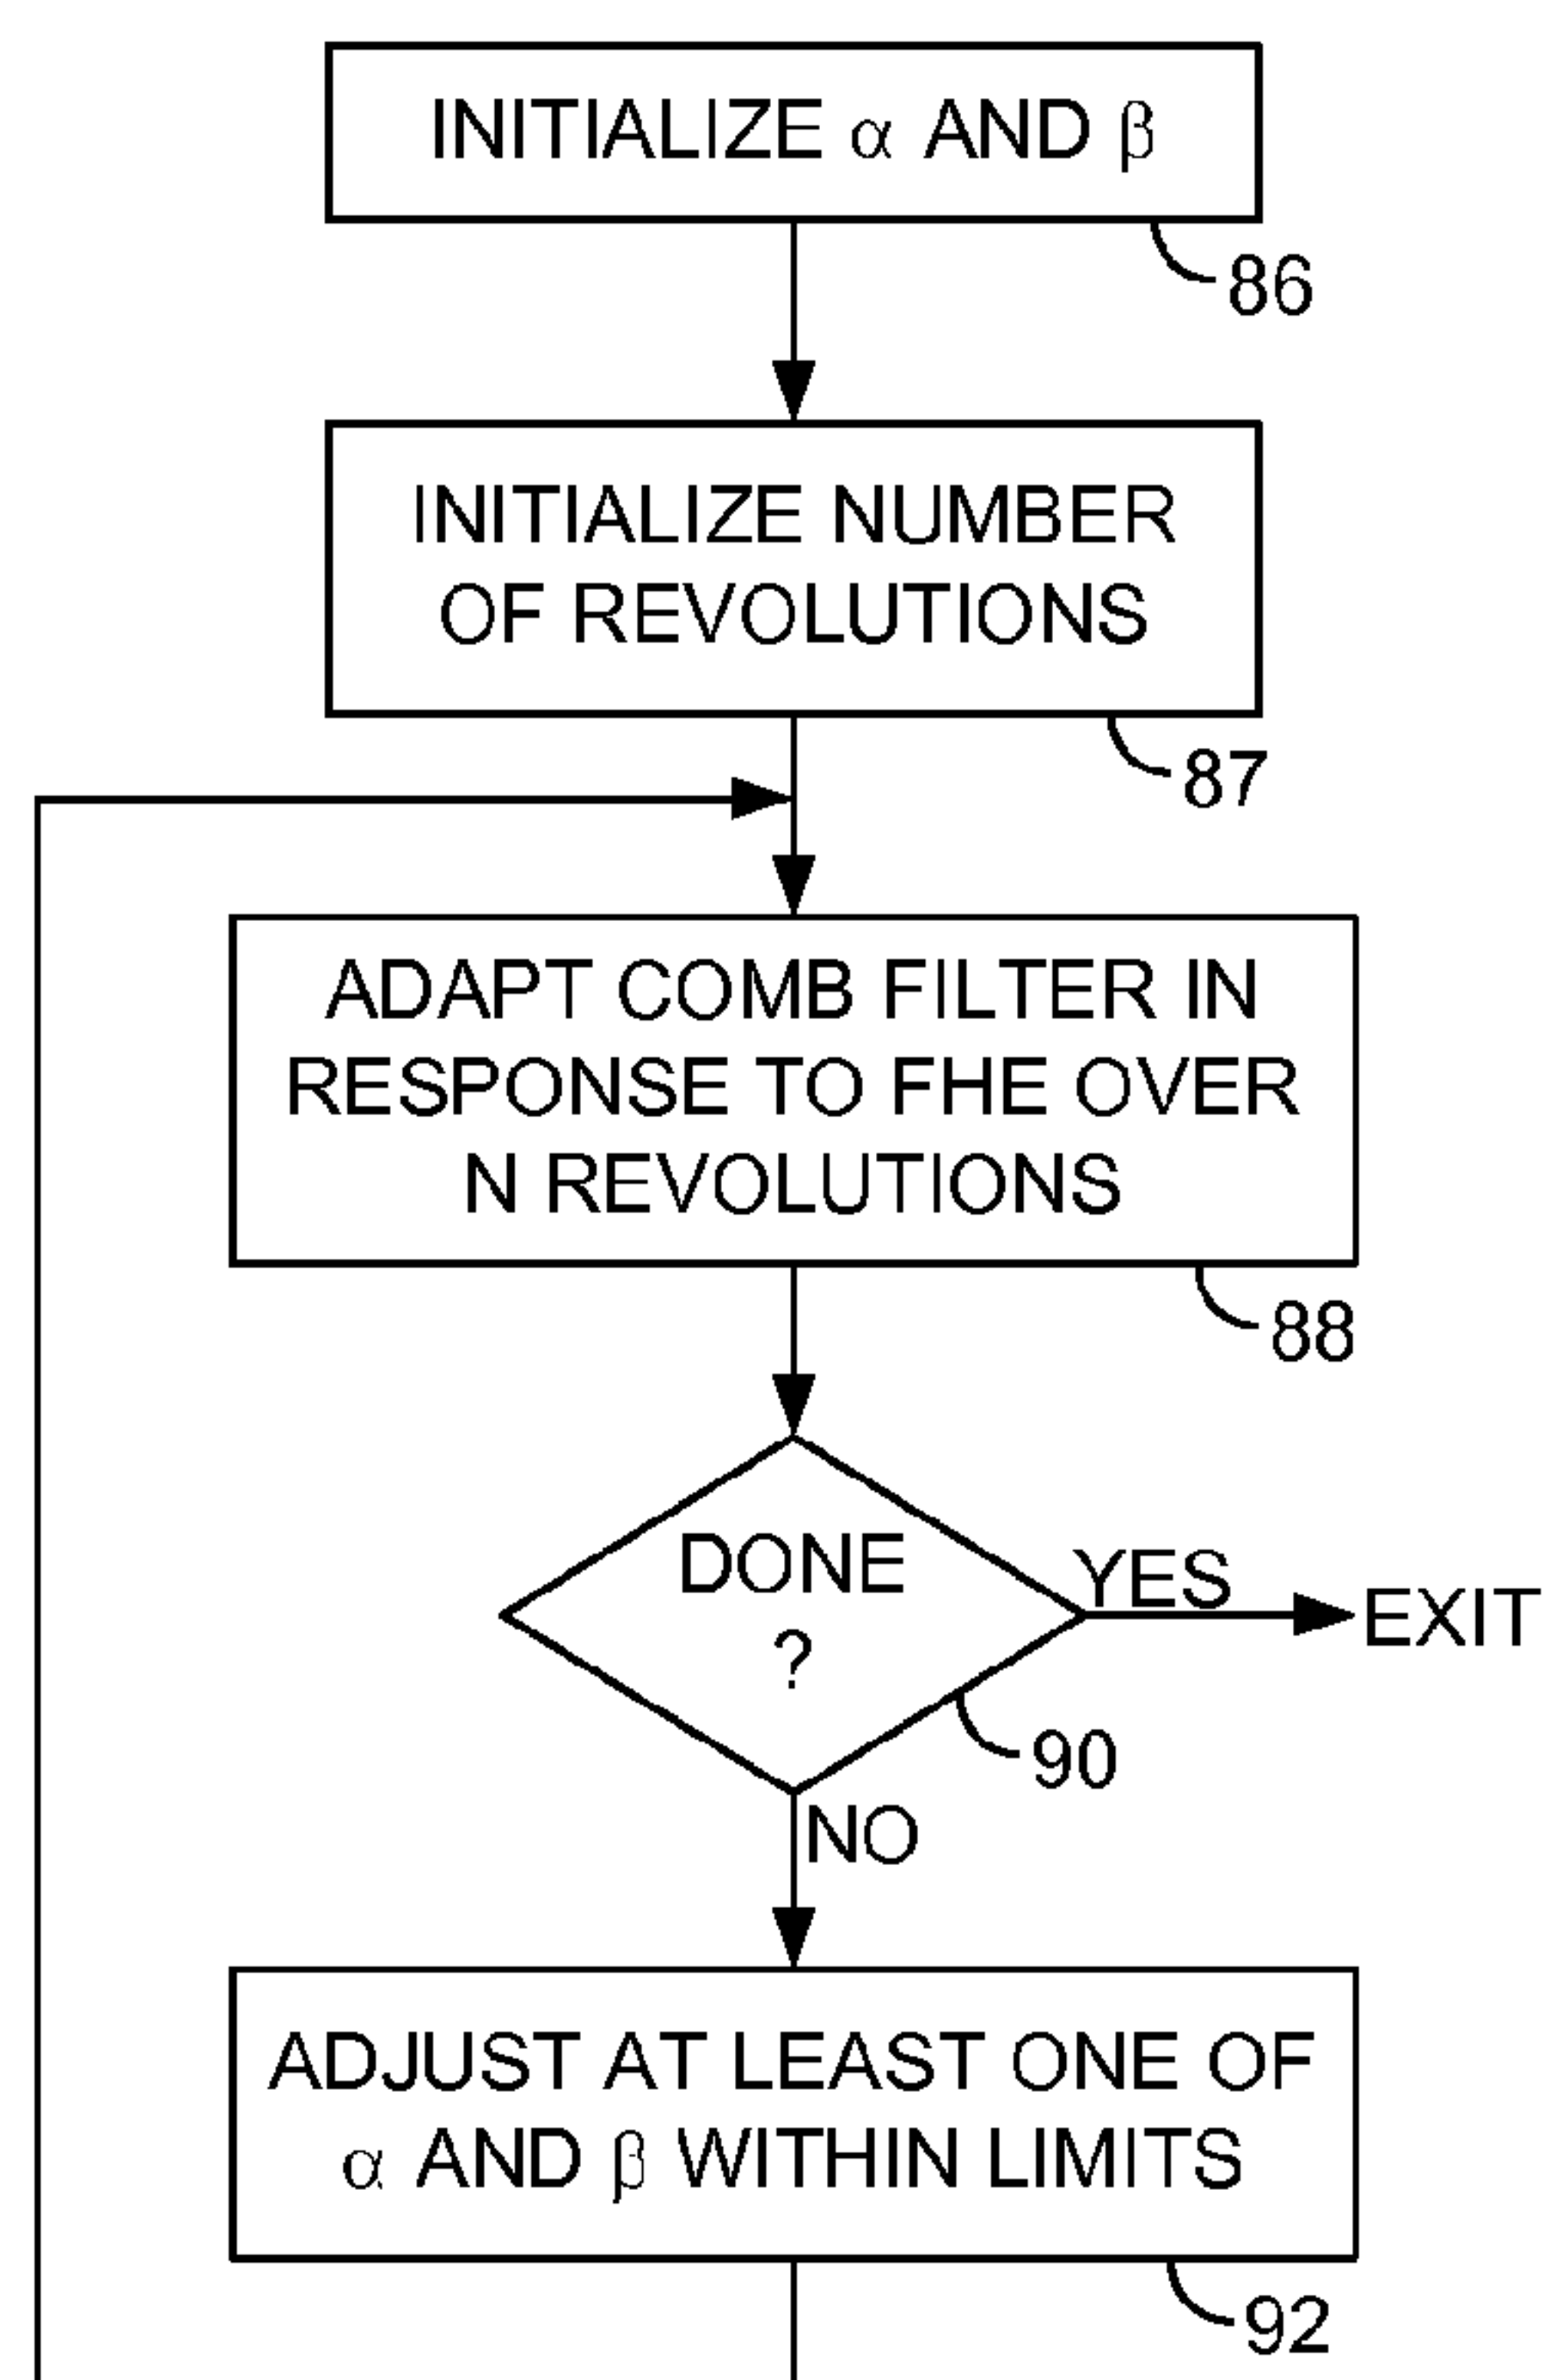 INITIALIZE α AND β
86
INITIALIZE NUMBER
OF REVOLUTIONS
87
ADAPT COMB FILTER IN
RESPONSE TO FHE OVER
N REVOLUTIONS
88
DONE
?
YES
EXIT
90
NO
ADJUST AT LEAST ONE OF
α AND β WITHIN LIMITS
92